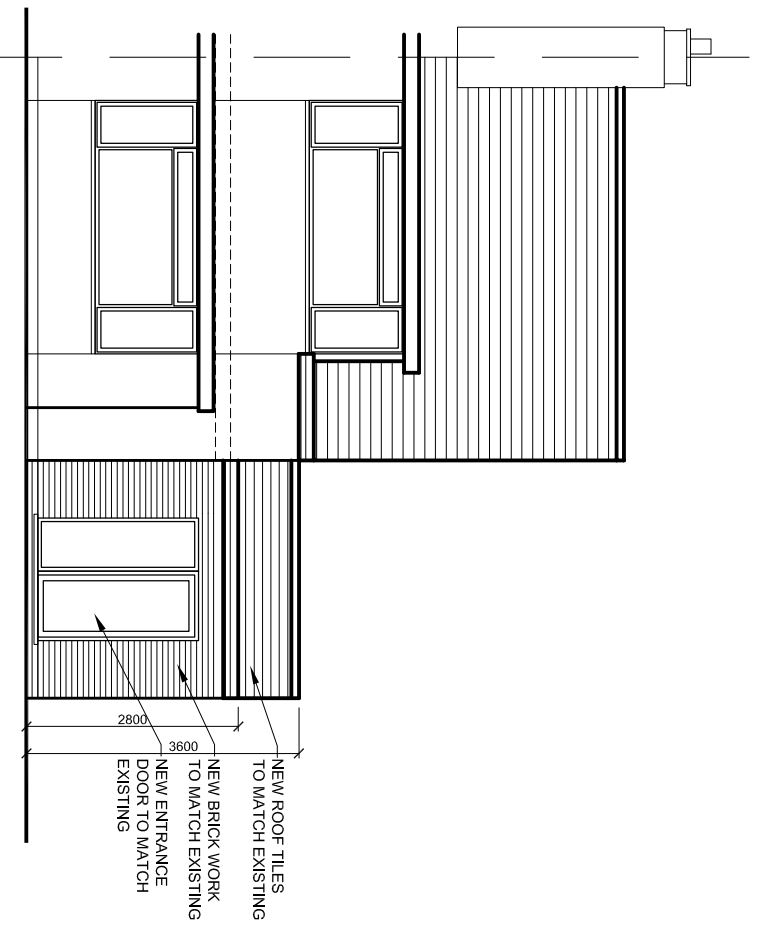 NEW ROOF TILES
TO MATCH EXISTING
NEW BRICK WORK
TO MATCH EXISTING
NEW ENTRANCE
DOOR TO MATCH
EXISTING
2800
3600